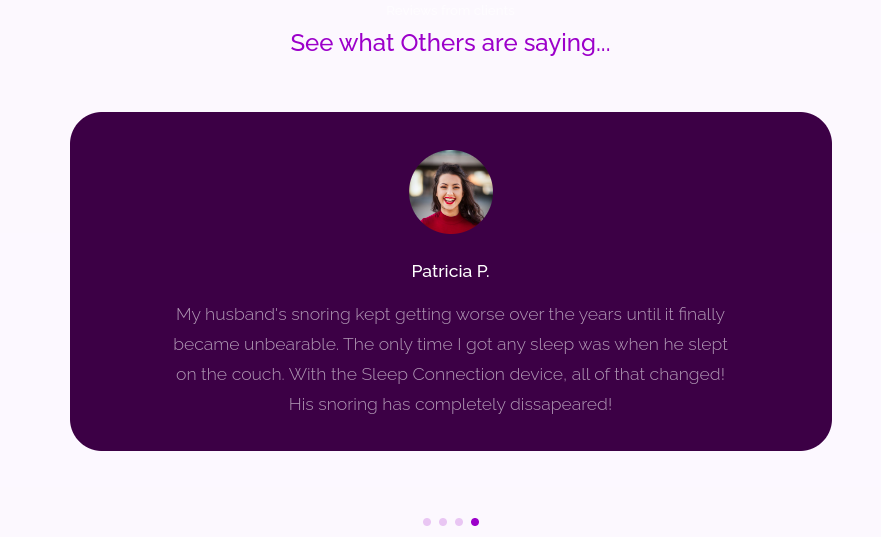 See what Others are saying...
Patricia P.
My husband's snoring kept getting worse over the years until it finally
became unbearable. The only time I got any sleep was when he slept
on the couch. With the Sleep Connection device, all of that changed!
His snoring has completely dissapeared!